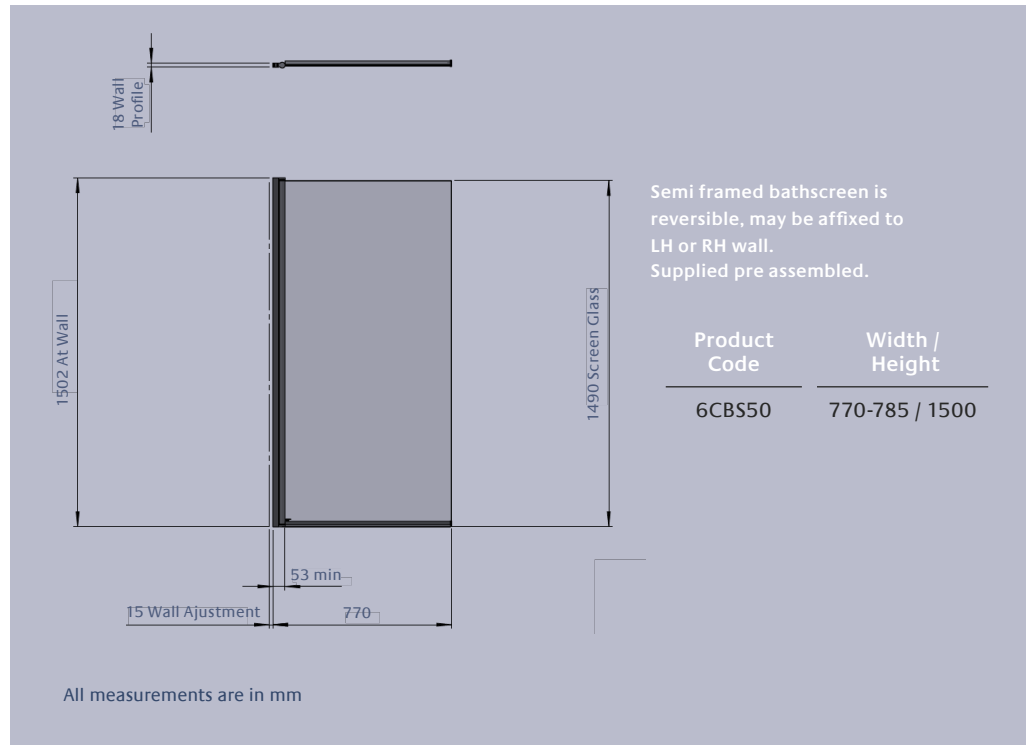 18 Wall
Profile
1502 At Wall
1490 Screen Glass
53 min
15 Wall Ajustment
770
Semi framed bathscreen is
reversible, may be affixed to
LH or RH wall.
Supplied pre assembled.
Product Code
Width / Height
6CBS50
770-785 / 1500
All measurements are in mm